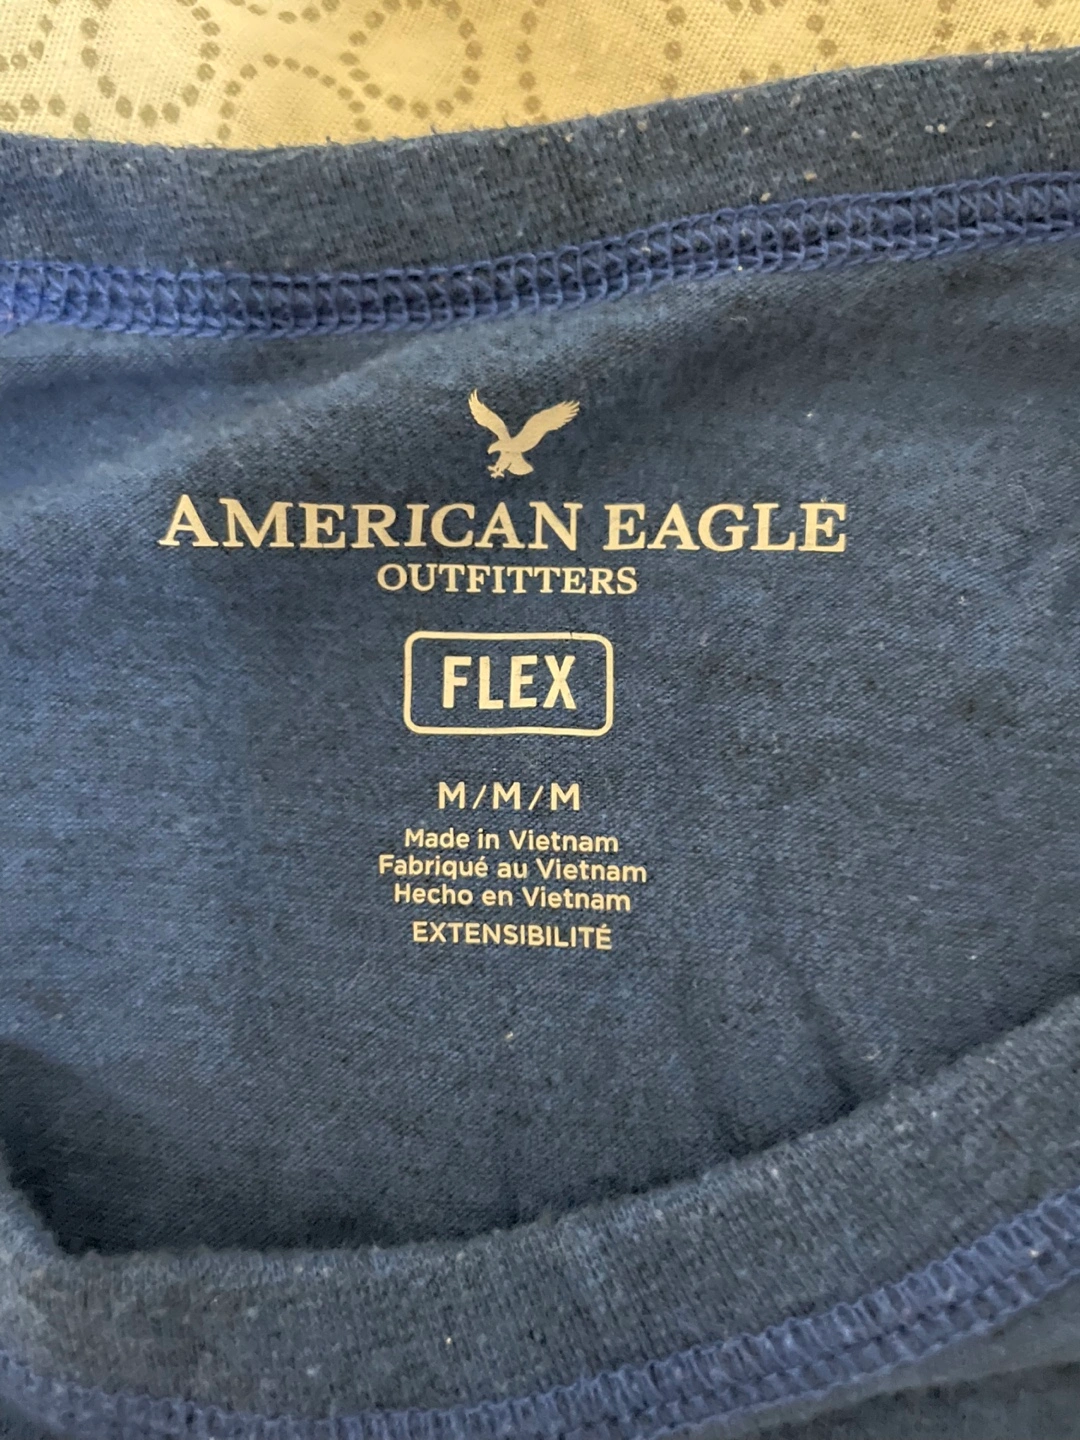 AMERICAN EAGLE
OUTFITTERS
FLEX
M/M/M
Made in Vietnam
Fabriqué au Vietnam
Hecho en Vietnam
EXTENSIBILITÉ